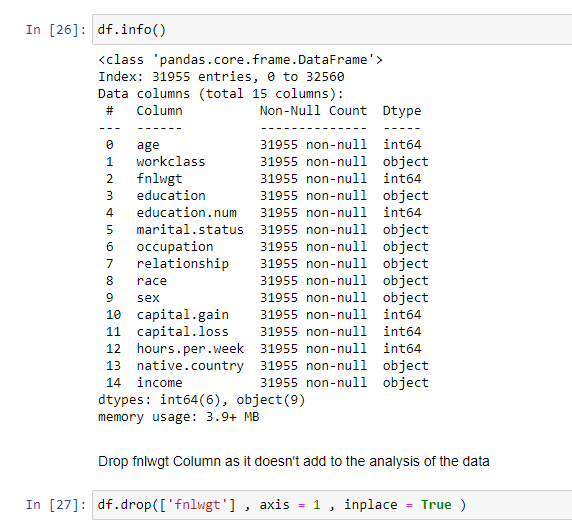 In [26]: df.info()
<class 'pandas.core.frame.DataFrame'>
Index: 31955 entries, 0 to 32560
Data columns (total 15 columns):
 #   Column          Non-Null Count  Dtype
---  ------          --------------  -----
 0   age             31955 non-null  int64
 1   workclass       31955 non-null  object
 2   fnlwgt          31955 non-null  int64
 3   education       31955 non-null  object
 4   education.num   31955 non-null  int64
 5   marital.status  31955 non-null  object
 6   occupation      31955 non-null  object
 7   relationship    31955 non-null  object
 8   race            31955 non-null  object
 9   sex             31955 non-null  object
 10  capital.gain    31955 non-null  int64
 11  capital.loss    31955 non-null  int64
 12  hours.per.week  31955 non-null  int64
 13  native.country  31955 non-null  object
 14  income          31955 non-null  object
dtypes: int64(6), object(9)
memory usage: 3.9+ MB
Drop fnlwgt Column as it doesn't add to the analysis of the data
In [27]: df.drop(['fnlwgt'] , axis = 1 , inplace = True )